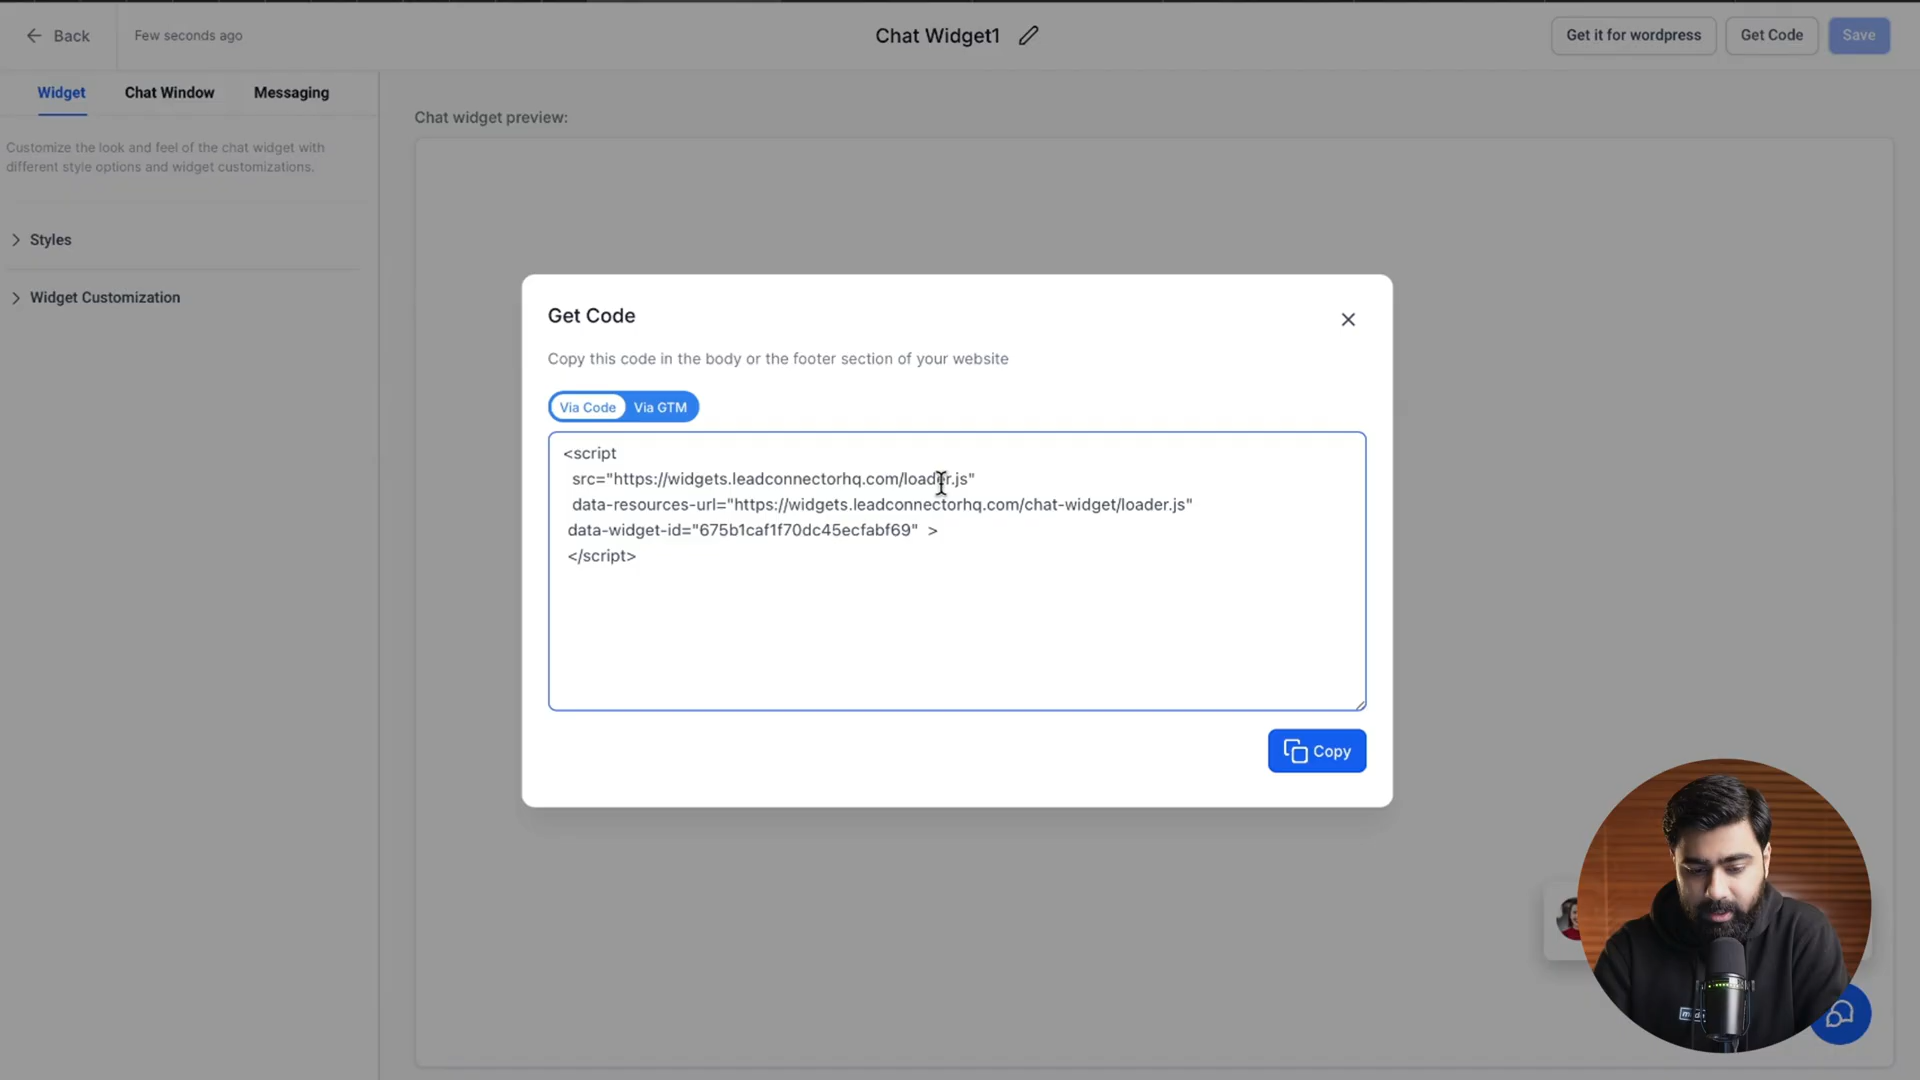 Back
Few seconds ago
Chat Widget1
Get it for wordpress
Get Code
Save
Widget
Chat Window
Messaging
Customize the look and feel of the chat widget with
different style options and widget customizations.
Styles
Widget Customization
Chat widget preview:
Get Code
Copy this code in the body or the footer section of your website
Via Code
Via GTM
<script
src="https://widgets.leadconnectorhq.com/loader.js"
data-resources-url="https://widgets.leadconnectorhq.com/chat-widget/loader.js"
data-widget-id="675b1caf1f70dc45ecfabf69"  >
</script>
Copy